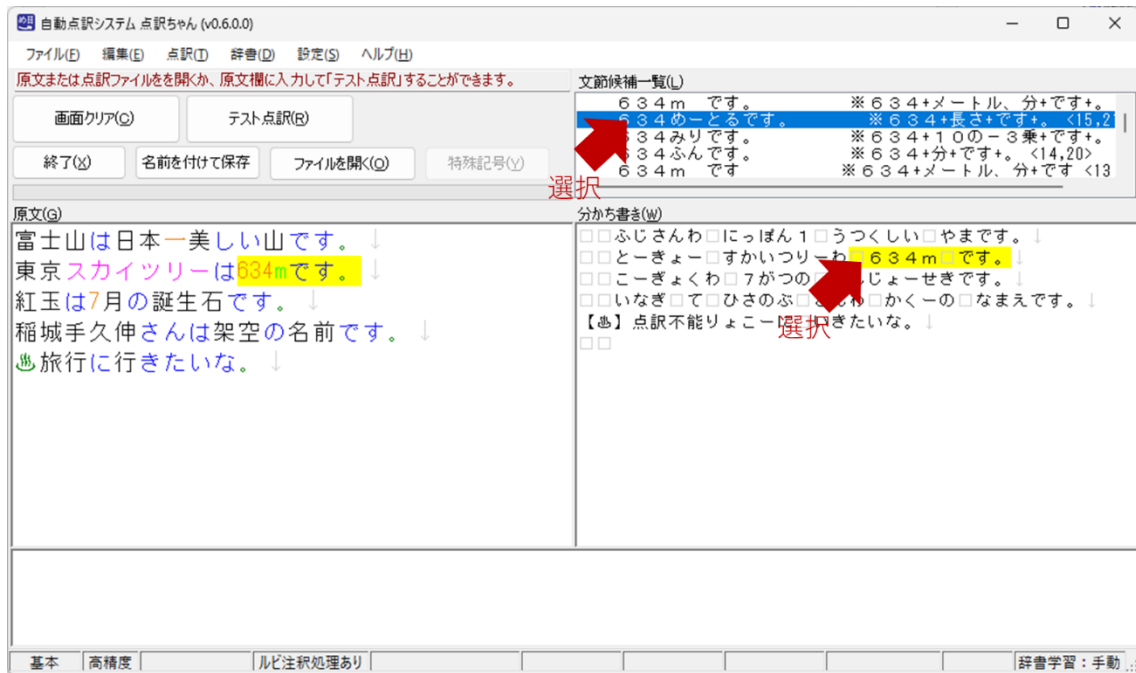 自動点訳システム 点訳ちゃん (v0.6.0.0)
ファイル(F) 編集(E) 点訳(T) 辞書(D) 設定(S) ヘルプ(H)
原文または点訳ファイルをを開くか、原文欄に入力して「テスト点訳」することができます。
画面クリア(C) テスト点訳(R)
終了(X) 名前を付けて保存 ファイルを開く(O) 特殊記号(Y)
文節候補一覧(L)
634m です。 ※634+メートル、分+です+。
634めーとるです。 ※634+長さ+です+。 <15,2
634みりです。 ※634+10の-3乗+です+。
634ふんです。 ※634+分+です+。 <14,20>
634m です ※634+メートル、分+です <13
選択
原文(G)
富士山は日本一美しい山です。↓
東京スカイツリーは634mです。↓
紅玉は7月の誕生石です。↓
稲城手久伸さんは架空の名前です。↓
♨旅行に行きたいな。↓
分かち書き(W)
□□ふじさんわ□にっぽん1□うつくしい□やまです。↓
□□とーきょー□すかいつりーわ□634m□です。↓
□□こーぎょくわ□7がつの□んじょーせきです。↓
□□いなぎ□て□ひさのぶ□さんわ□かくーの□なまえです。↓
【♨】点訳不能りょこーに□いきたいな。↓
□□
選択
基本 高精度 ルビ注釈処理あり 辞書学習:手動